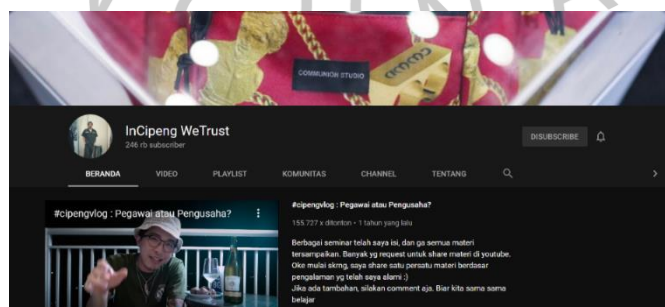 COMMUNION STUDIO
InCipeng WeTrust
246 rb subscriber
DISUBSCRIBE
BERANDA VIDEO PLAYLIST KOMUNITAS CHANNEL TENTANG
#cipengvlog : Pegawai atau Pengusaha?
#cipengvlog : Pegawai atau Pengusaha?
155.727 x ditonton • 1 tahun yang lalu
Berbagai seminar telah saya isi, dan ga semua materi
tersampaikan. Banyak yg request untuk share materi di youtube.
Oke mulai skrng, saya share satu persatu materi berdasar
pengalaman yg telah saya alami :)
Jika ada tambahan, silakan comment aja. Biar kita sama sama
belajar